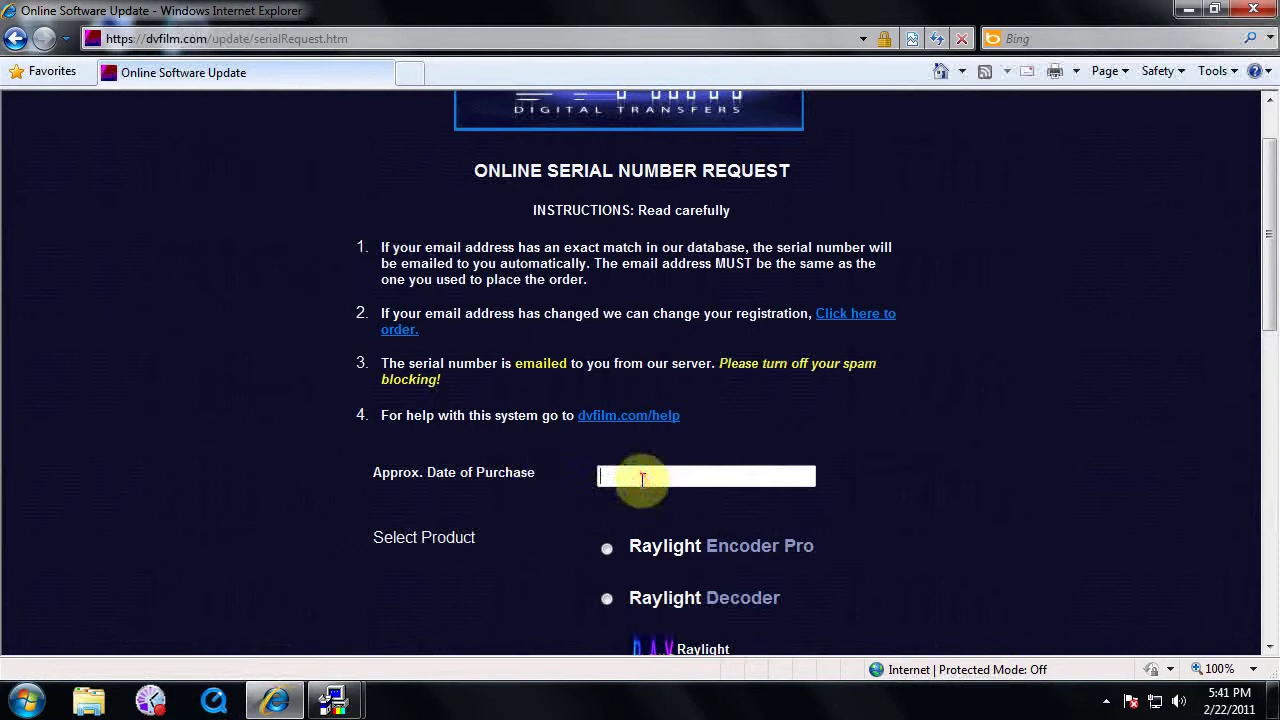 Online Software Update - Windows Internet Explorer
https://dvfilm.com/update/serialRequest.htm
Bing
Favorites
Online Software Update
Page
Safety
Tools
DIGITAL TRANSFERS
ONLINE SERIAL NUMBER REQUEST
INSTRUCTIONS: Read carefully
1. If your email address has an exact match in our database, the serial number will
be emailed to you automatically. The email address MUST be the same as the
one you used to place the order.
2. If your email address has changed we can change your registration, Click here to
order.
3. The serial number is emailed to you from our server. Please turn off your spam
blocking!
4. For help with this system go to dvfilm.com/help
Approx. Date of Purchase
Select Product
Raylight Encoder Pro
Raylight Decoder
Raylight
Internet | Protected Mode: Off
100%
5:41 PM
2/22/2011